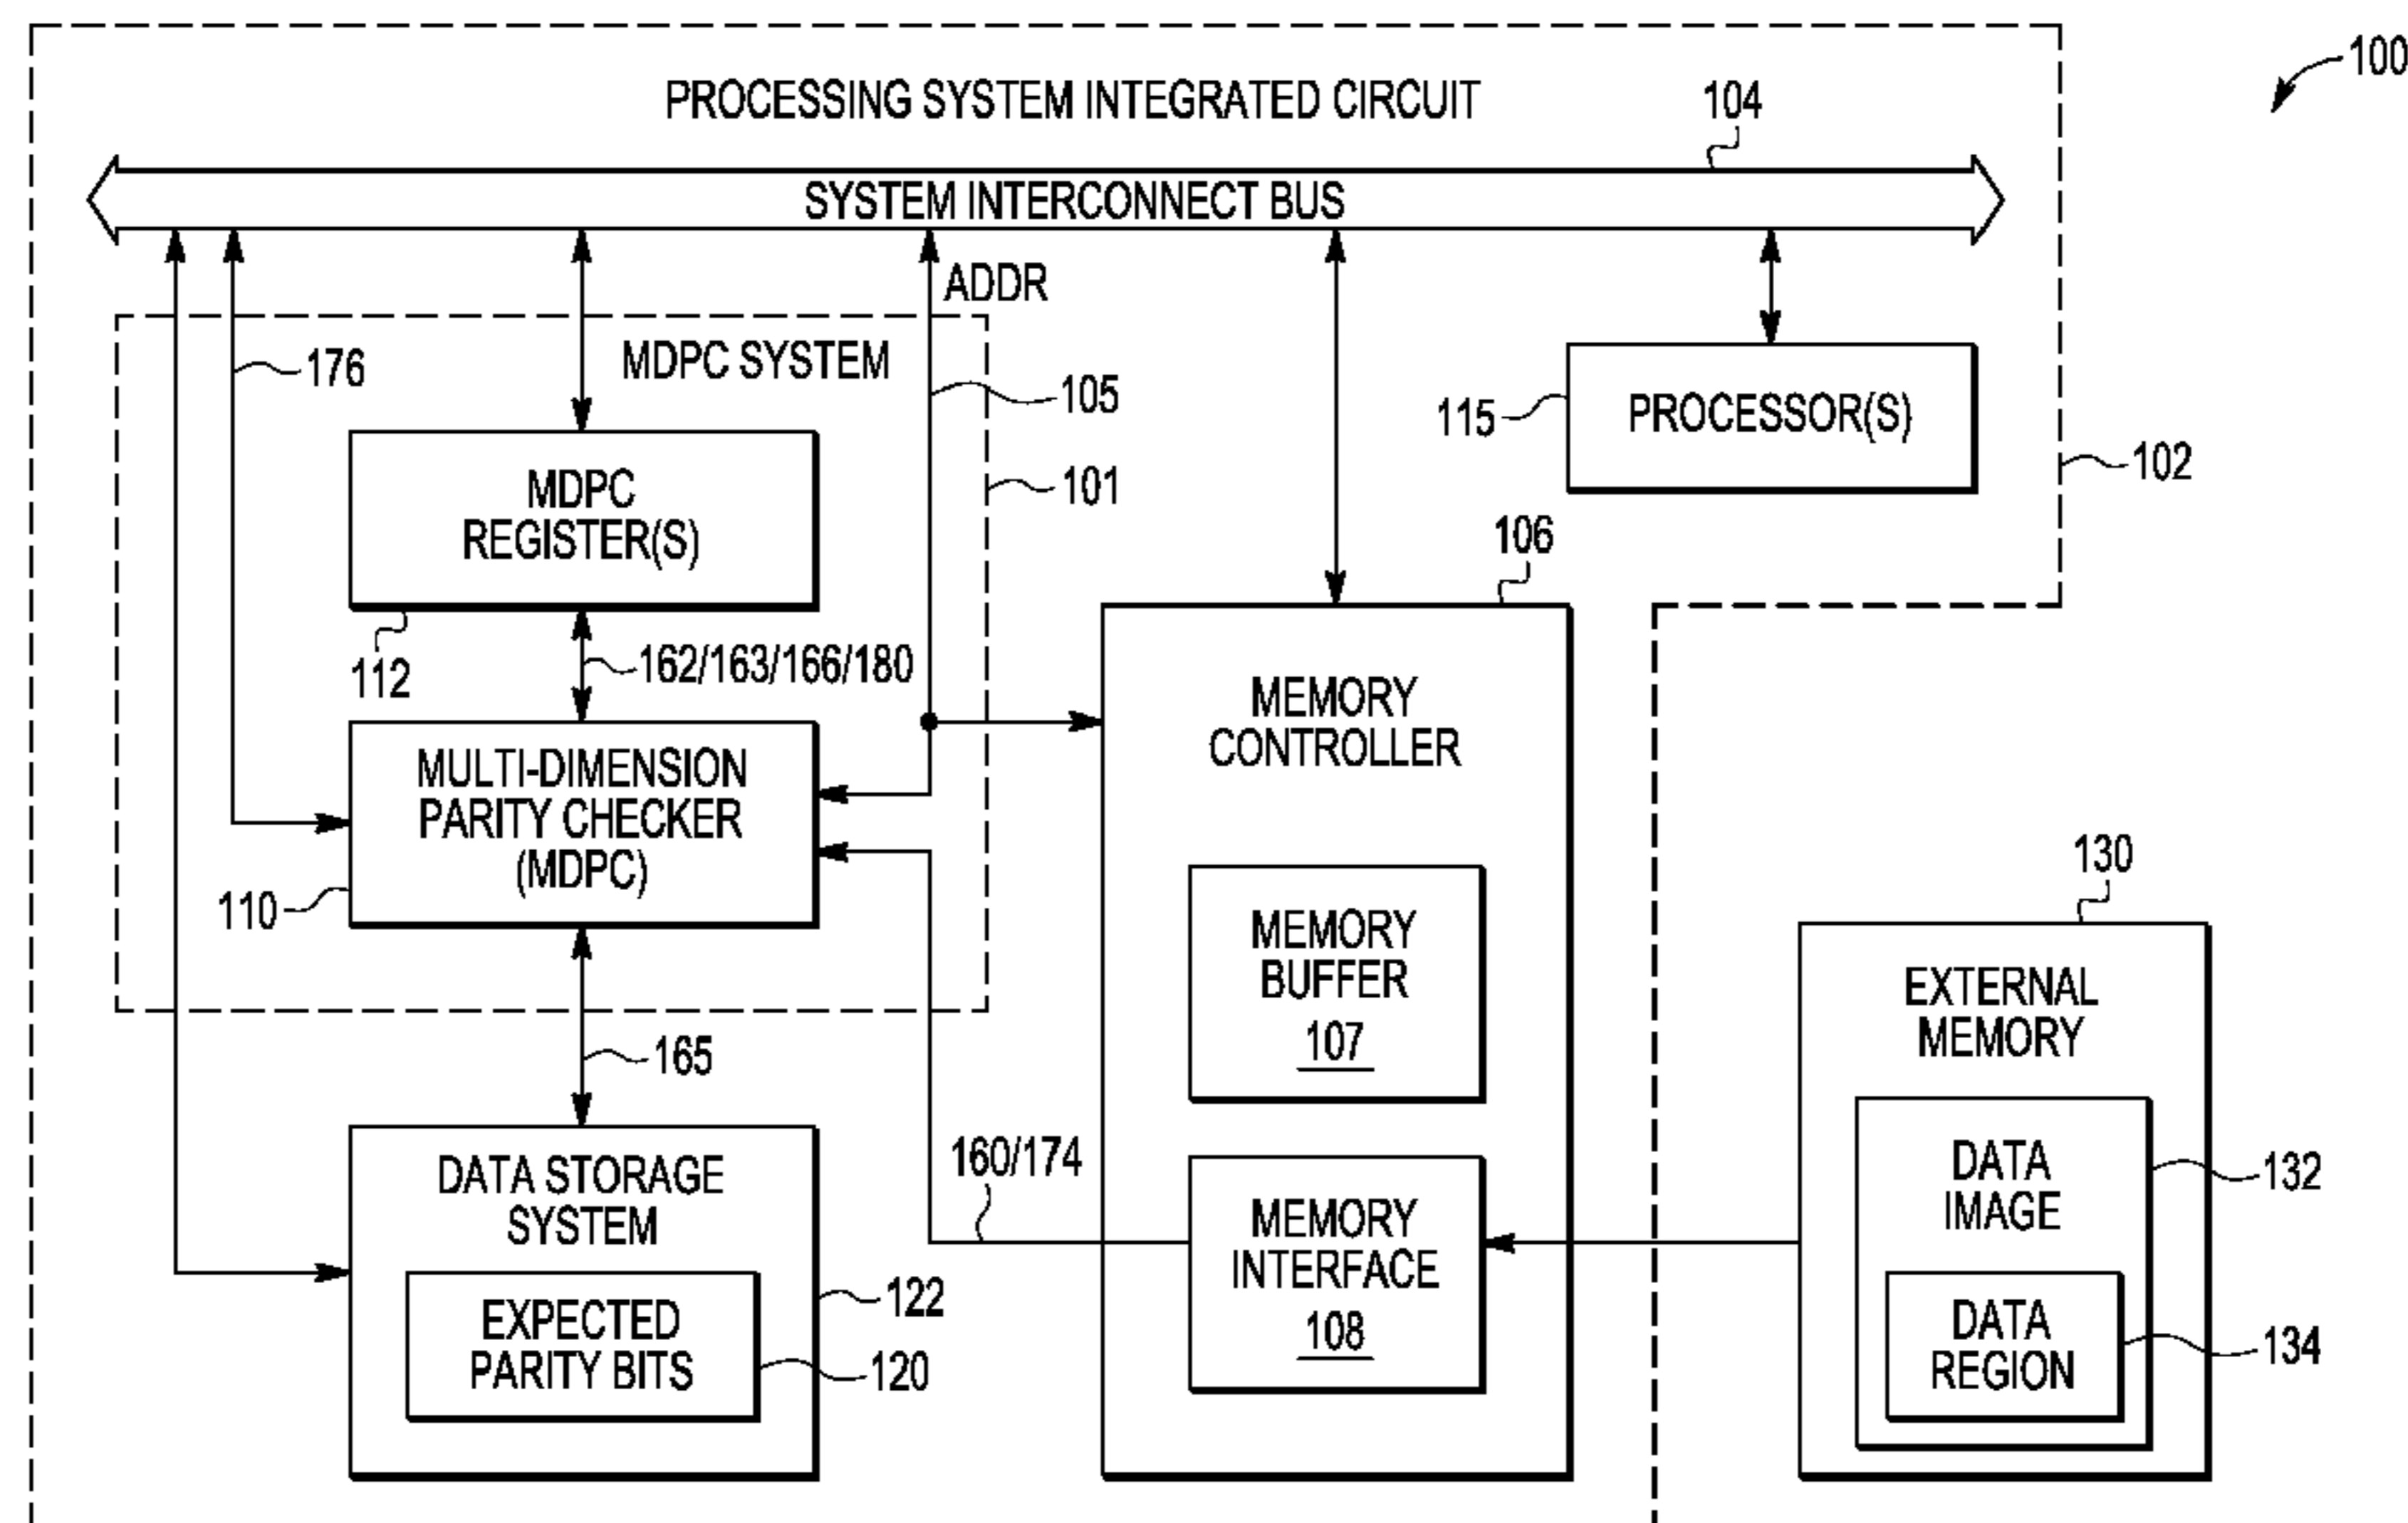 100
PROCESSING SYSTEM INTEGRATED CIRCUIT
104
SYSTEM INTERCONNECT BUS
ADDR
176
MDPC SYSTEM
105
115
PROCESSOR(S)
102
MDPC
REGISTER(S)
101
106
112
162/163/166/180
MEMORY
CONTROLLER
MULTI-DIMENSION
PARITY CHECKER
(MDPC)
110
MEMORY
BUFFER
107
130
EXTERNAL
MEMORY
165
DATA STORAGE
SYSTEM
160/174
MEMORY
INTERFACE
108
DATA
IMAGE
132
EXPECTED
PARITY BITS
122
120
DATA
REGION
134